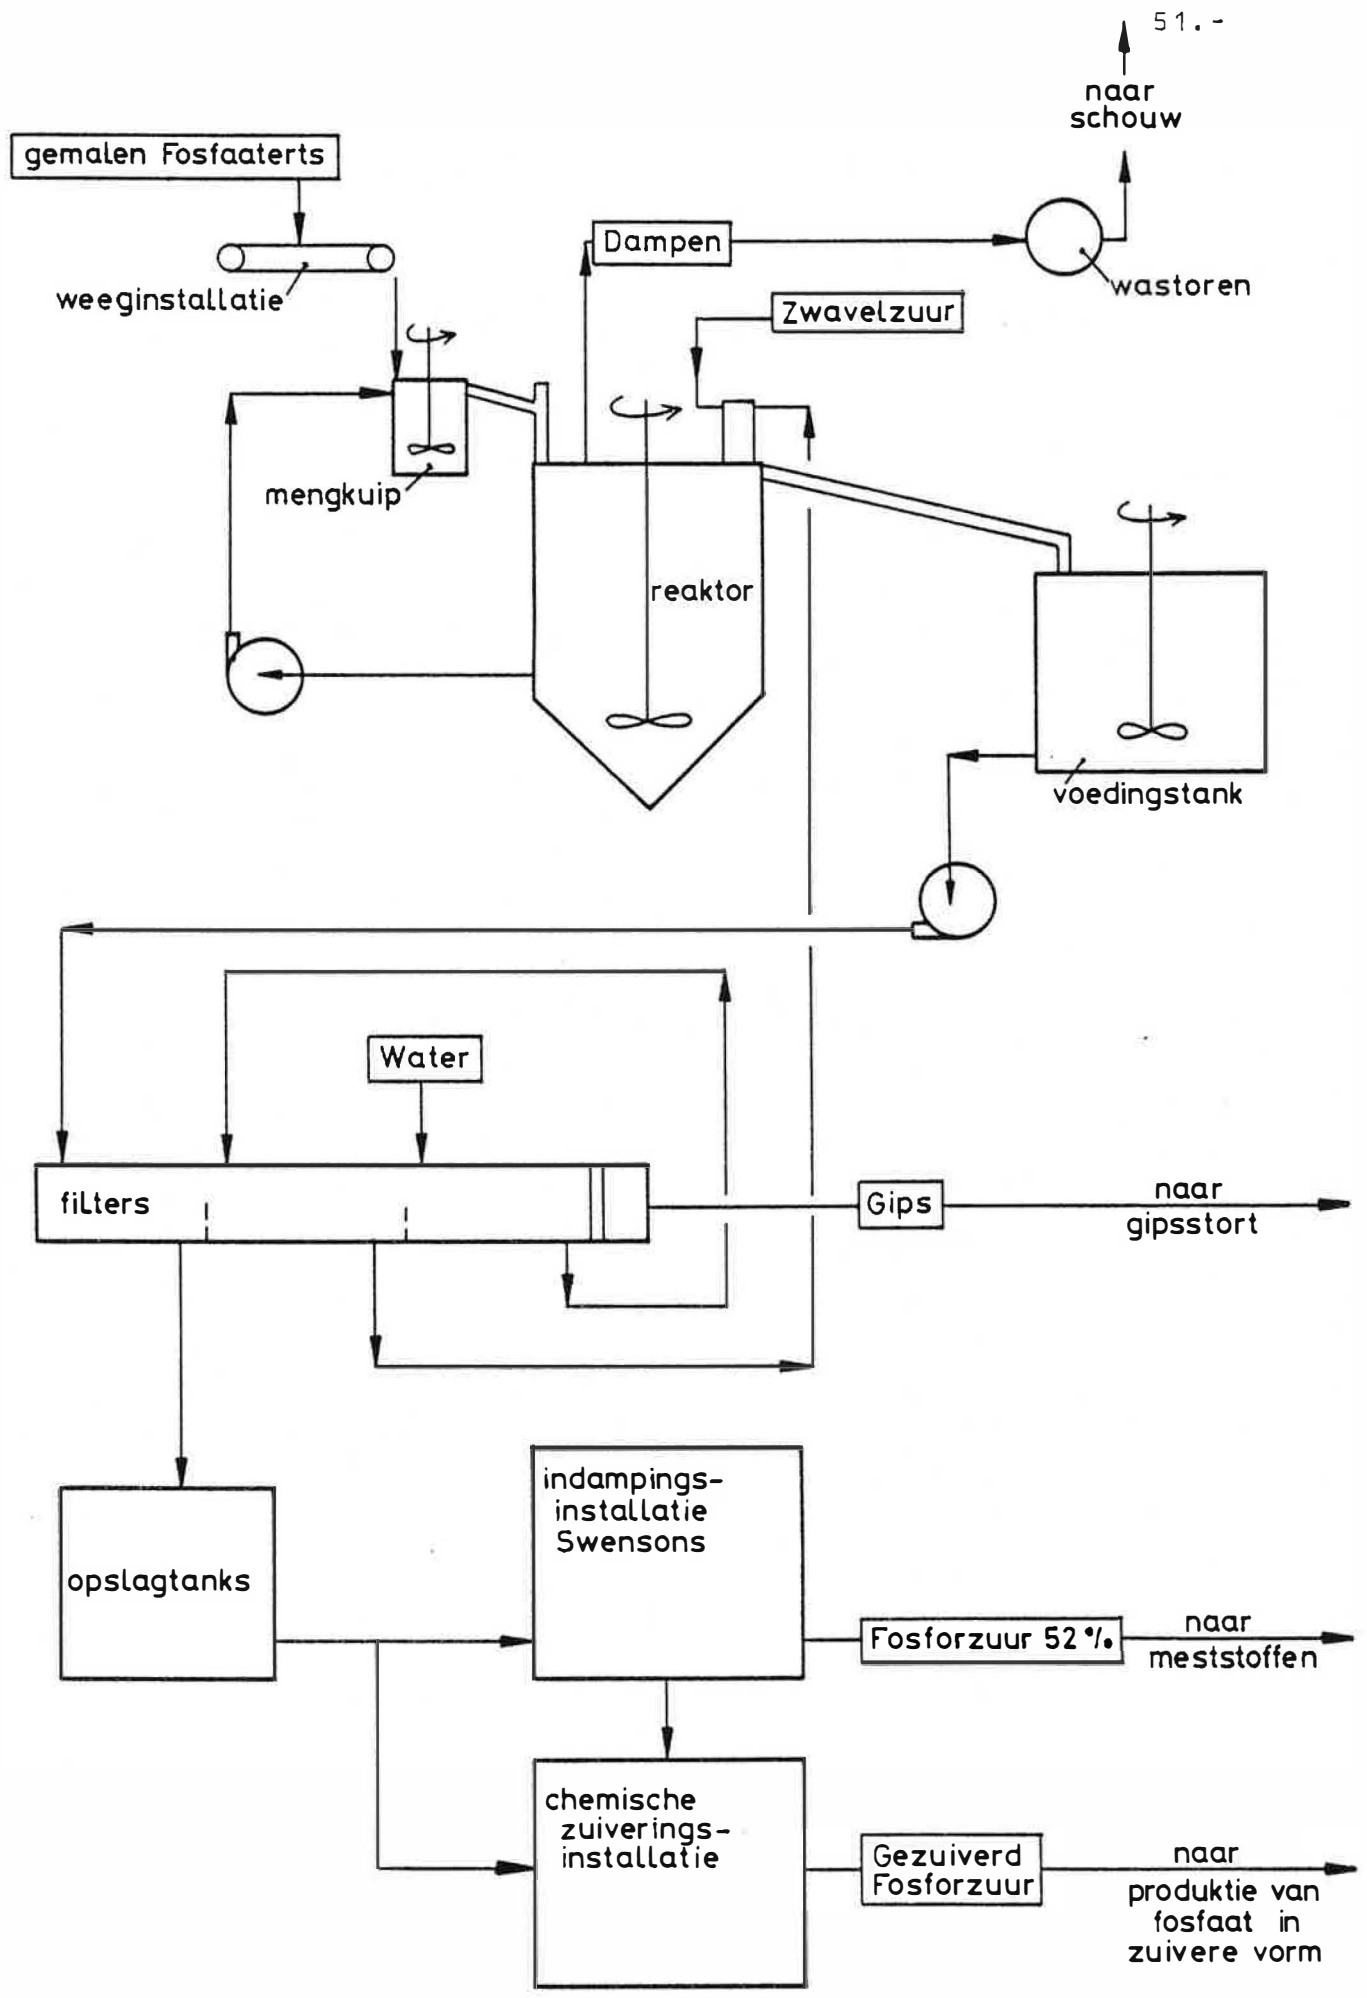 51.-
naar
schouw
gemalen Fosfaaterts
Dampen
weeginstallatie
wastoren
Zwavelzuur
mengkuip
reaktor
voedingstank
Water
filters
Gips
naar
gipsstort
indampings-
installatie
Swensons
opslagtanks
Fosforzuur 52%
naar
meststoffen
chemische
zuiverings-
installatie
Gezuiverd
Fosforzuur
naar
produktie van
fosfaat in
zuivere vorm